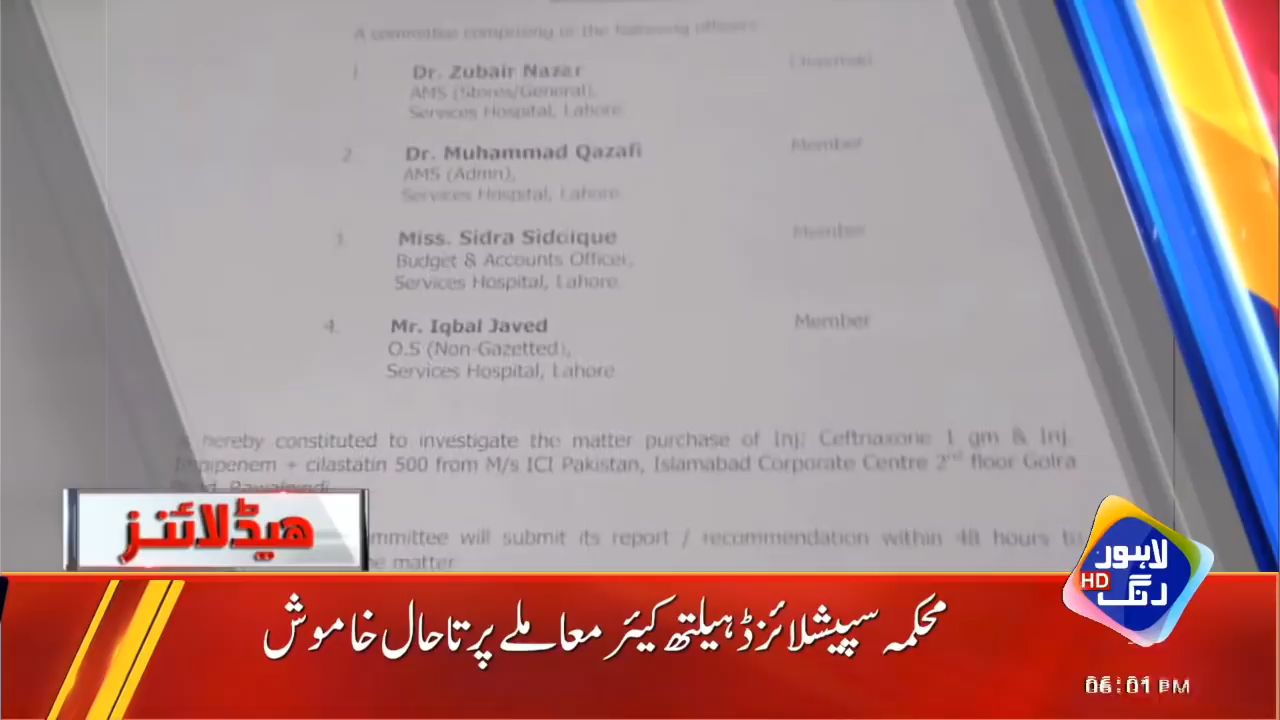 A committee comprising of the following officers
1. Dr. Zubair Nazar Chairman
AMS (Stores/General),
Services Hospital, Lahore.
2. Dr. Muhammad Qazafi Member
AMS (Admn),
Services Hospital, Lahore.
3. Miss. Sidra Siddique Member
Budget & Accounts Officer,
Services Hospital, Lahore.
4. Mr. Iqbal Javed Member
O.S (Non-Gazetted),
Services Hospital, Lahore.
hereby constituted to investigate the matter purchase of Inj: Ceftriaxone 1 gm & Inj.
+ cilastatin 500 from M/s ICI Pakistan, Islamabad Corporate Centre 2nd floor Golra
Rawalpindi
will submit its report / recommendation within 48 hours to
matter
ہیڈلائنز
لاہور
رنگ
HD
محکمہ سپیشلائزڈ ہیلتھ کیئر معاملے پر تاحال خاموش
06:01 PM